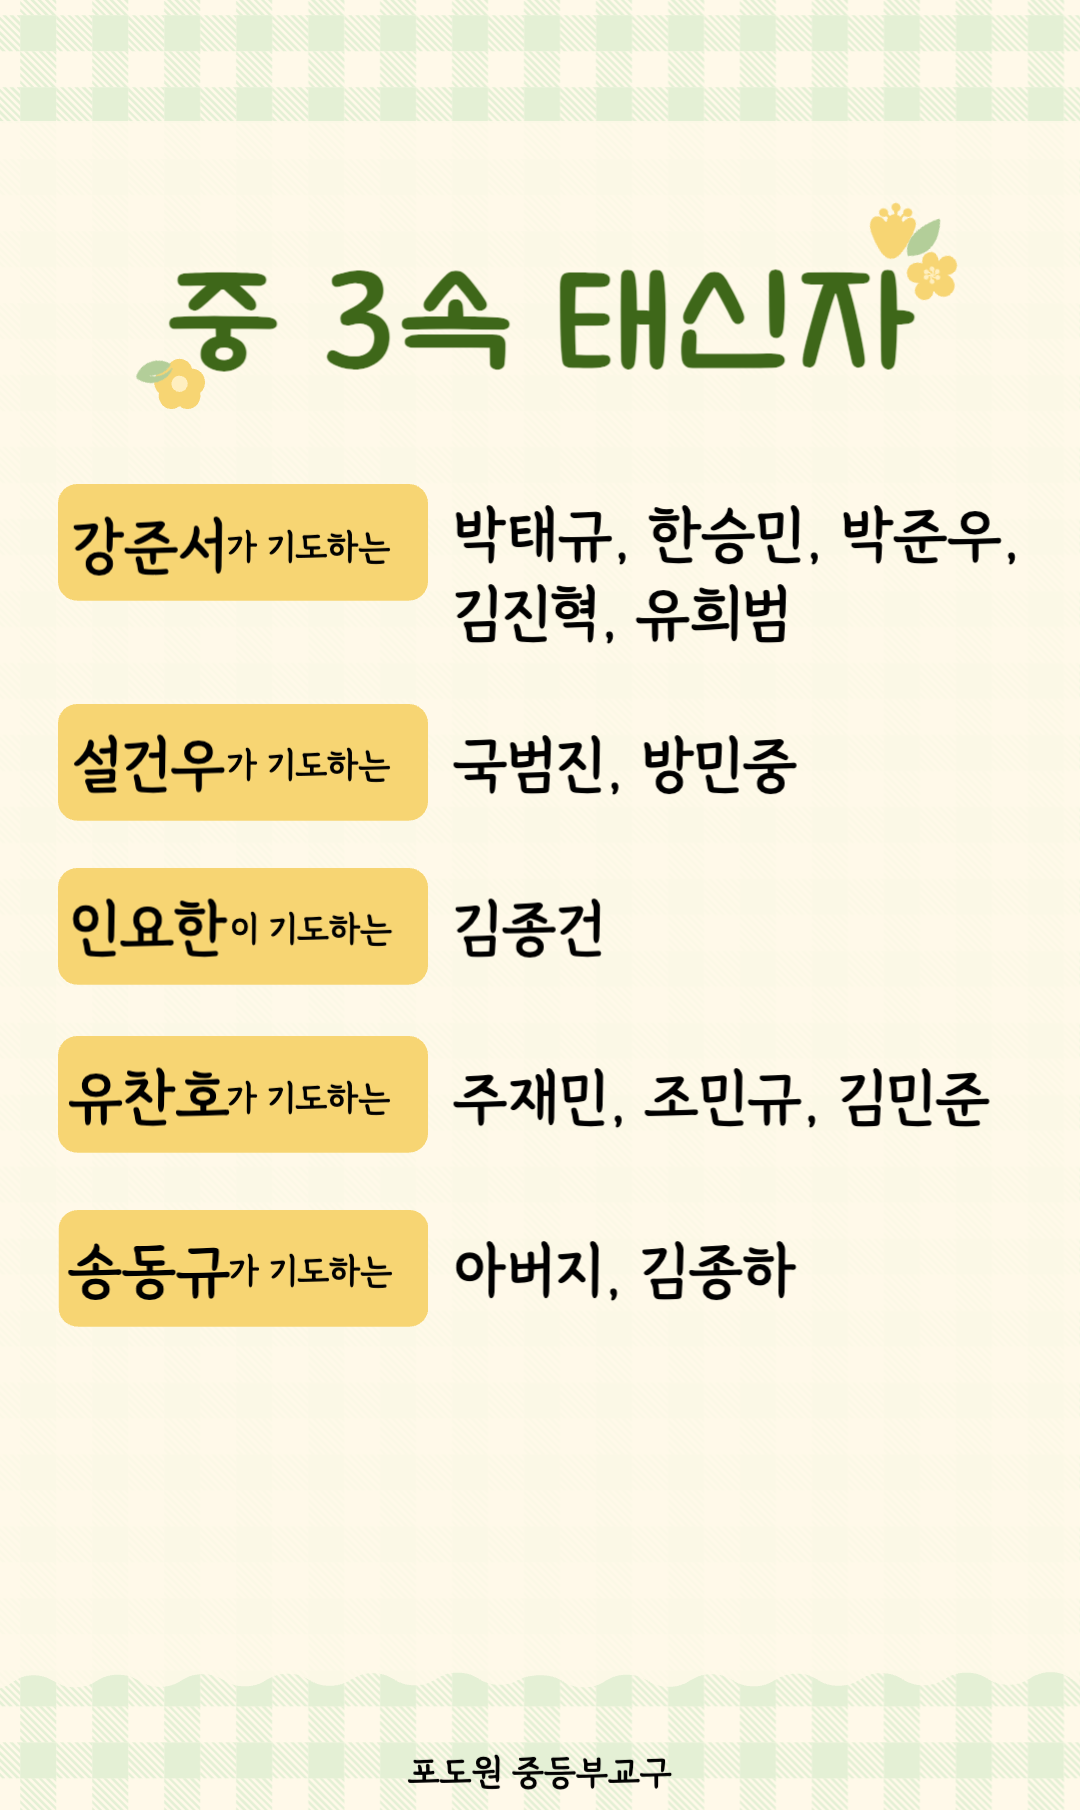 중 3속 태신자
강준서가 기도하는
박태규, 한승민, 박준우,
김진혁, 유희범
설건우가 기도하는
국범진, 방민중
인요한이 기도하는
김종건
유찬호가 기도하는
주재민, 조민규, 김민준
송동규가 기도하는
아버지, 김종하
포도원 중등부교구